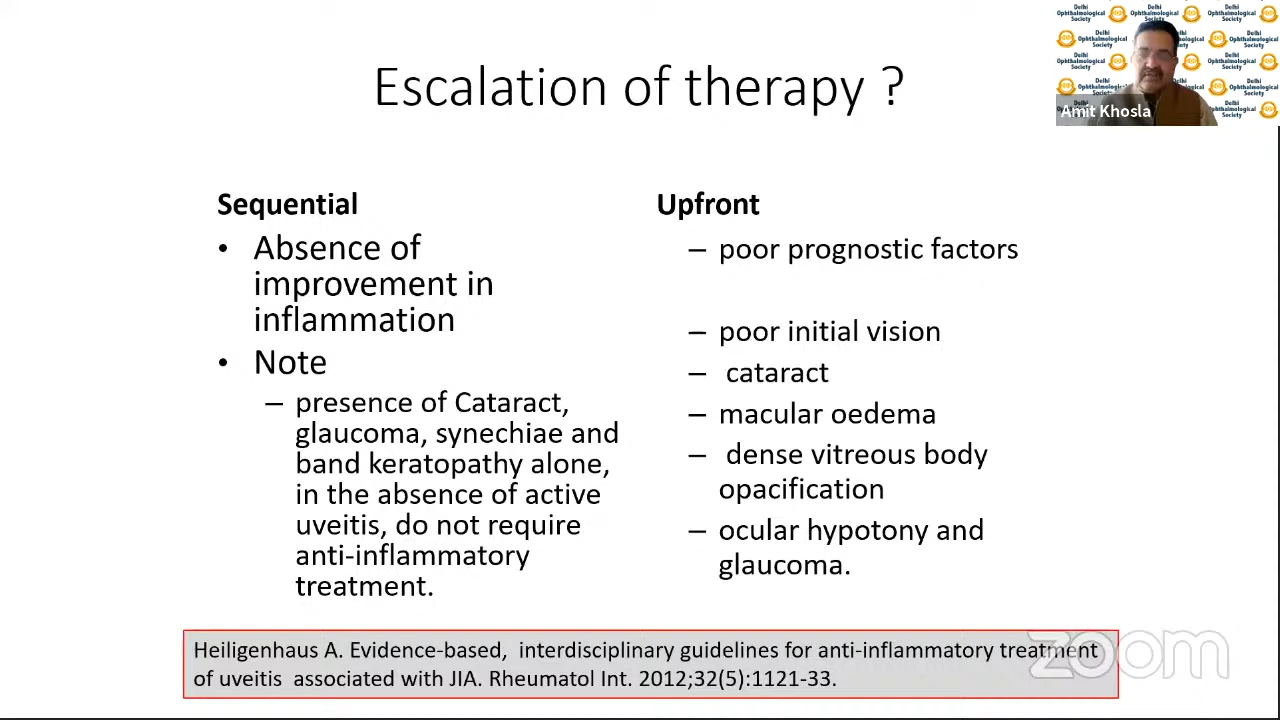 Escalation of therapy ?
Sequential
• Absence of
improvement in
inflammation
• Note
– presence of Cataract,
glaucoma, synechiae and
band keratopathy alone,
in the absence of active
uveitis, do not require
anti-inflammatory
treatment.
Upfront
– poor prognostic factors
– poor initial vision
– cataract
– macular oedema
– dense vitreous body
opacification
– ocular hypotony and
glaucoma.
Heiligenhaus A. Evidence-based, interdisciplinary guidelines for anti-inflammatory treatment
of uveitis associated with JIA. Rheumatol Int. 2012;32(5):1121-33.
zoom
Delhi
Ophthalmological
Society
Amit Khosla